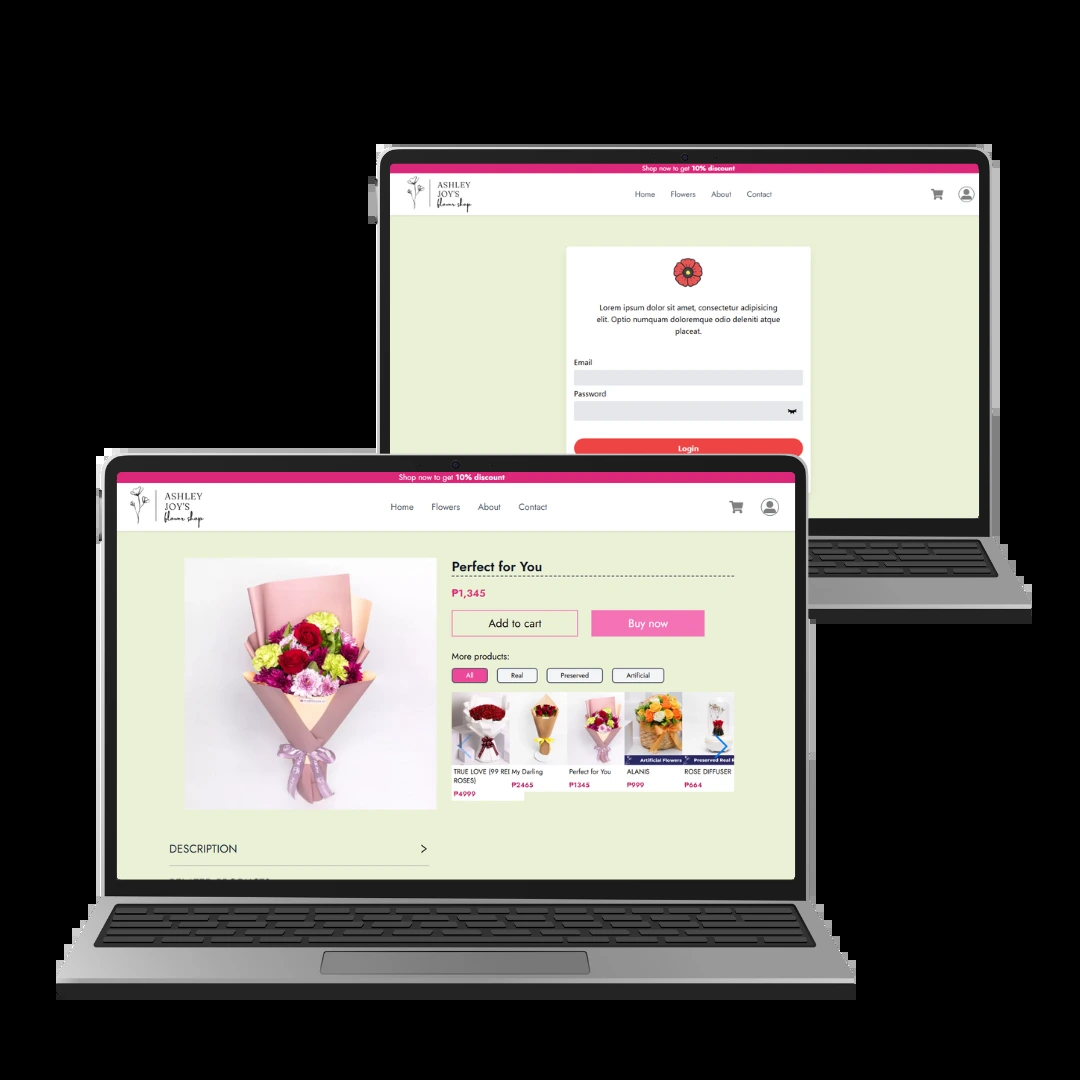 Shop now to get 10% discount
ASHLEY
JOY'S
flower shop
Home Flowers About Contact
Lorem ipsum dolor sit amet, consectetur adipisicing
elit. Optio numquam doloremque odio deleniti atque
placeat.
Email
Password
Login
Shop now to get 10% discount
ASHLEY
JOY'S
flower shop
Home Flowers About Contact
Perfect for You
₱1,345
Add to cart Buy now
More products:
All Real Preserved Artificial
Artificial Flowers Preserved Real
TRUE LOVE (99 RED My Darling Perfect for You ALANIS ROSE DIFFUSER
ROSES) ₱2465 ₱1345 ₱999 ₱664
₱4999
DESCRIPTION